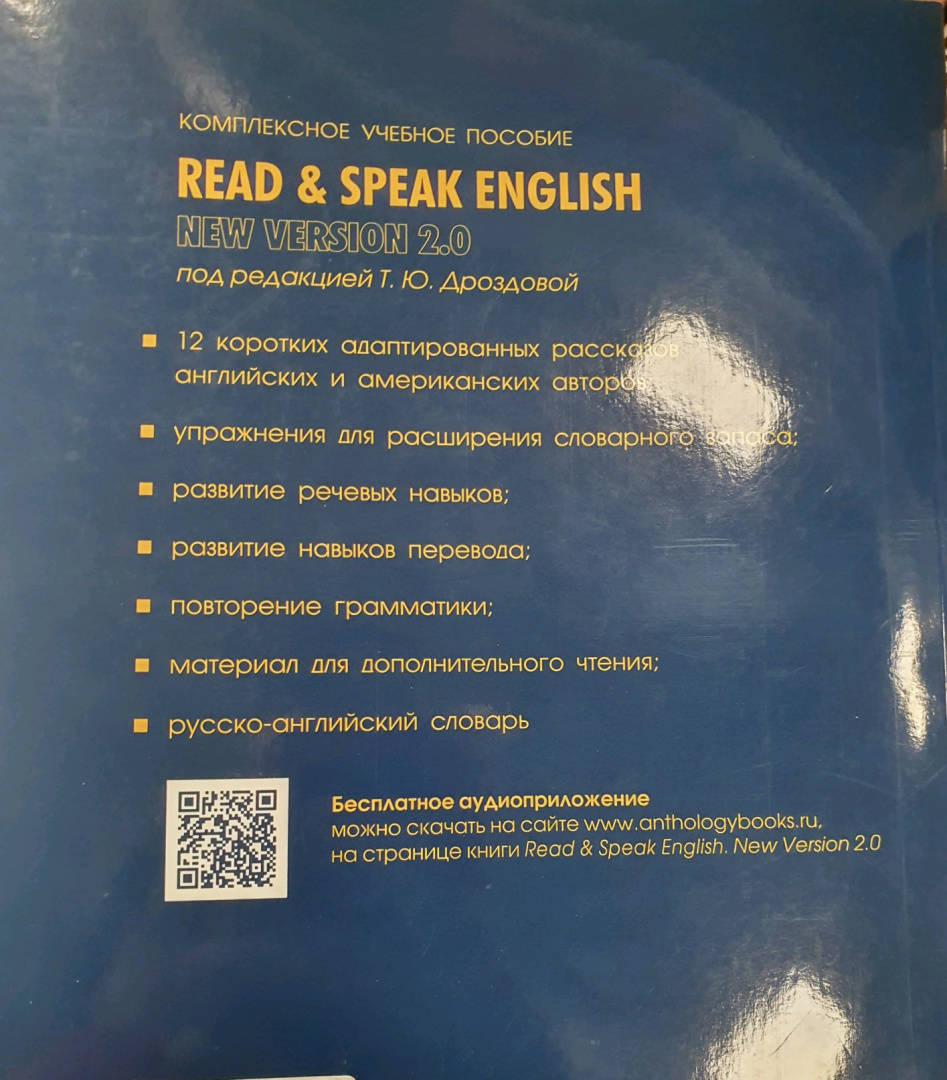 КОМПЛЕКСНОЕ УЧЕБНОЕ ПОСОБИЕ
READ & SPEAK ENGLISH
NEW VERSION 2.0
под редакцией Т. Ю. Дроздовой
▪ 12 коротких адаптированных рассказов
английских и американских авторов;
▪ упражнения для расширения словарного запаса;
▪ развитие речевых навыков;
▪ развитие навыков перевода;
▪ повторение грамматики;
▪ материал для дополнительного чтения;
▪ русско-английский словарь
Бесплатное аудиоприложение
можно скачать на сайте www.anthologybooks.ru,
на странице книги Read & Speak English. New Version 2.0